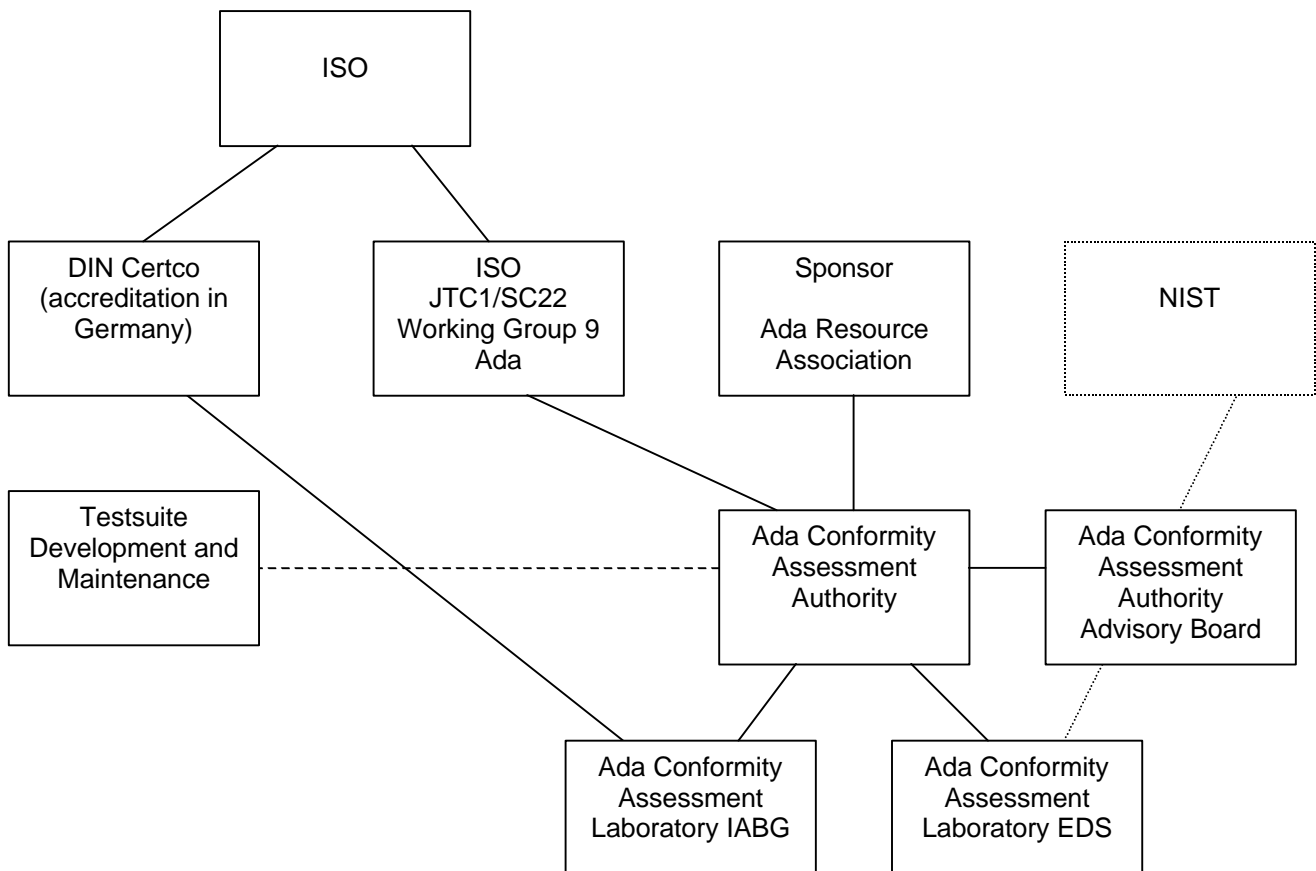 ISO
DIN Certco
(accreditation in
Germany)
ISO
JTC1/SC22
Working Group 9
Ada
Sponsor
Ada Resource
Association
NIST
Testsuite
Development and
Maintenance
Ada Conformity
Assessment
Authority
Ada Conformity
Assessment
Authority
Advisory Board
Ada Conformity
Assessment
Laboratory IABG
Ada Conformity
Assessment
Laboratory EDS